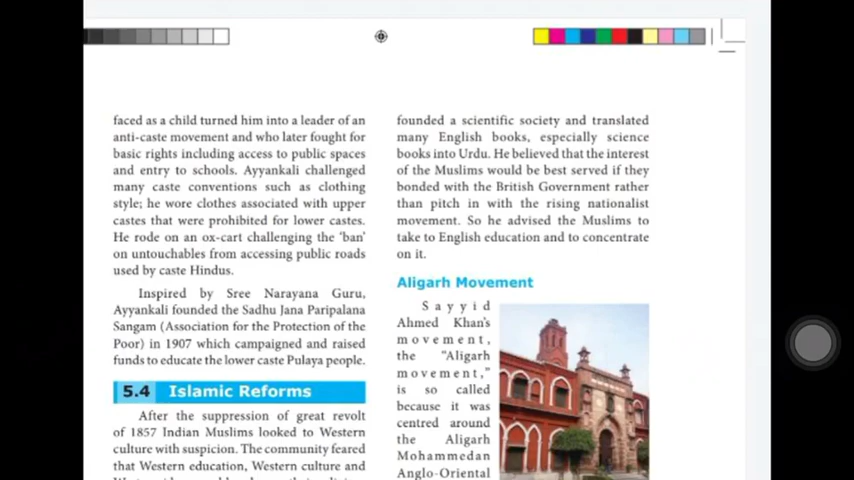 faced as a child turned him into a leader of an
anti-caste movement and who later fought for
basic rights including access to public spaces
and entry to schools. Ayyankali challenged
many caste conventions such as clothing
style; he wore clothes associated with upper
castes that were prohibited for lower castes.
He rode on an ox-cart challenging the ‘ban’
on untouchables from accessing public roads
used by caste Hindus.
Inspired by Sree Narayana Guru,
Ayyankali founded the Sadhu Jana Paripalana
Sangam (Association for the Protection of the
Poor) in 1907 which campaigned and raised
funds to educate the lower caste Pulaya people.
5.4 Islamic Reforms
After the suppression of great revolt
of 1857 Indian Muslims looked to Western
culture with suspicion. The community feared
that Western education, Western culture and
founded a scientific society and translated
many English books, especially science
books into Urdu. He believed that the interest
of the Muslims would be best served if they
bonded with the British Government rather
than pitch in with the rising nationalist
movement. So he advised the Muslims to
take to English education and to concentrate
on it.
Aligarh Movement
Sayyid
Ahmed Khan’s
movement,
the “Aligarh
movement,”
is so called
because it was
centred around
the Aligarh
Mohammedan
Anglo-Oriental